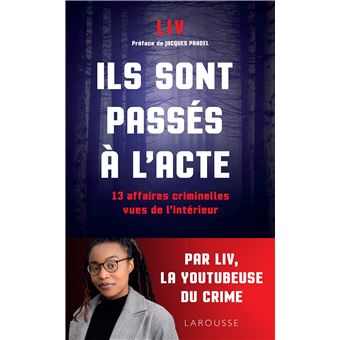 LIV
Préface de JACQUES PRADEL
ILS SONT
PASSÉS
À L'ACTE
13 affaires criminelles
vues de l'intérieur
PAR LIV,
LA YOUTUBEUSE
DU CRIME
LAROUSSE